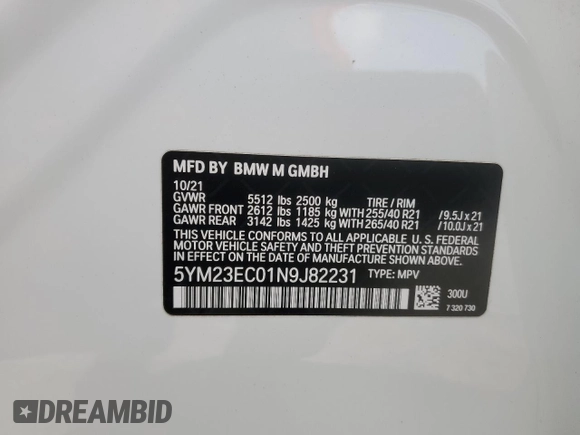 MFD BY BMW M GMBH
10/21
GVWR 5512 lbs 2500 kg TIRE / RIM
GAWR FRONT 2612 lbs 1185 kg WITH 255/40 R21 /9.5J x 21
GAWR REAR 3142 lbs 1425 kg WITH 265/40 R21 /10.0J x 21
THIS VEHICLE CONFORMS TO ALL APPLICABLE U. S. FEDERAL
MOTOR VEHICLE SAFETY, BUMPER, AND THEFT PREVENTION
STANDARDS IN EFFECT ON THE DATE OF MANUFACTURE SHOWN ABOVE.
5YM23EC01N9J82231 TYPE: MPV
300U
7 320 730
DREAMBID